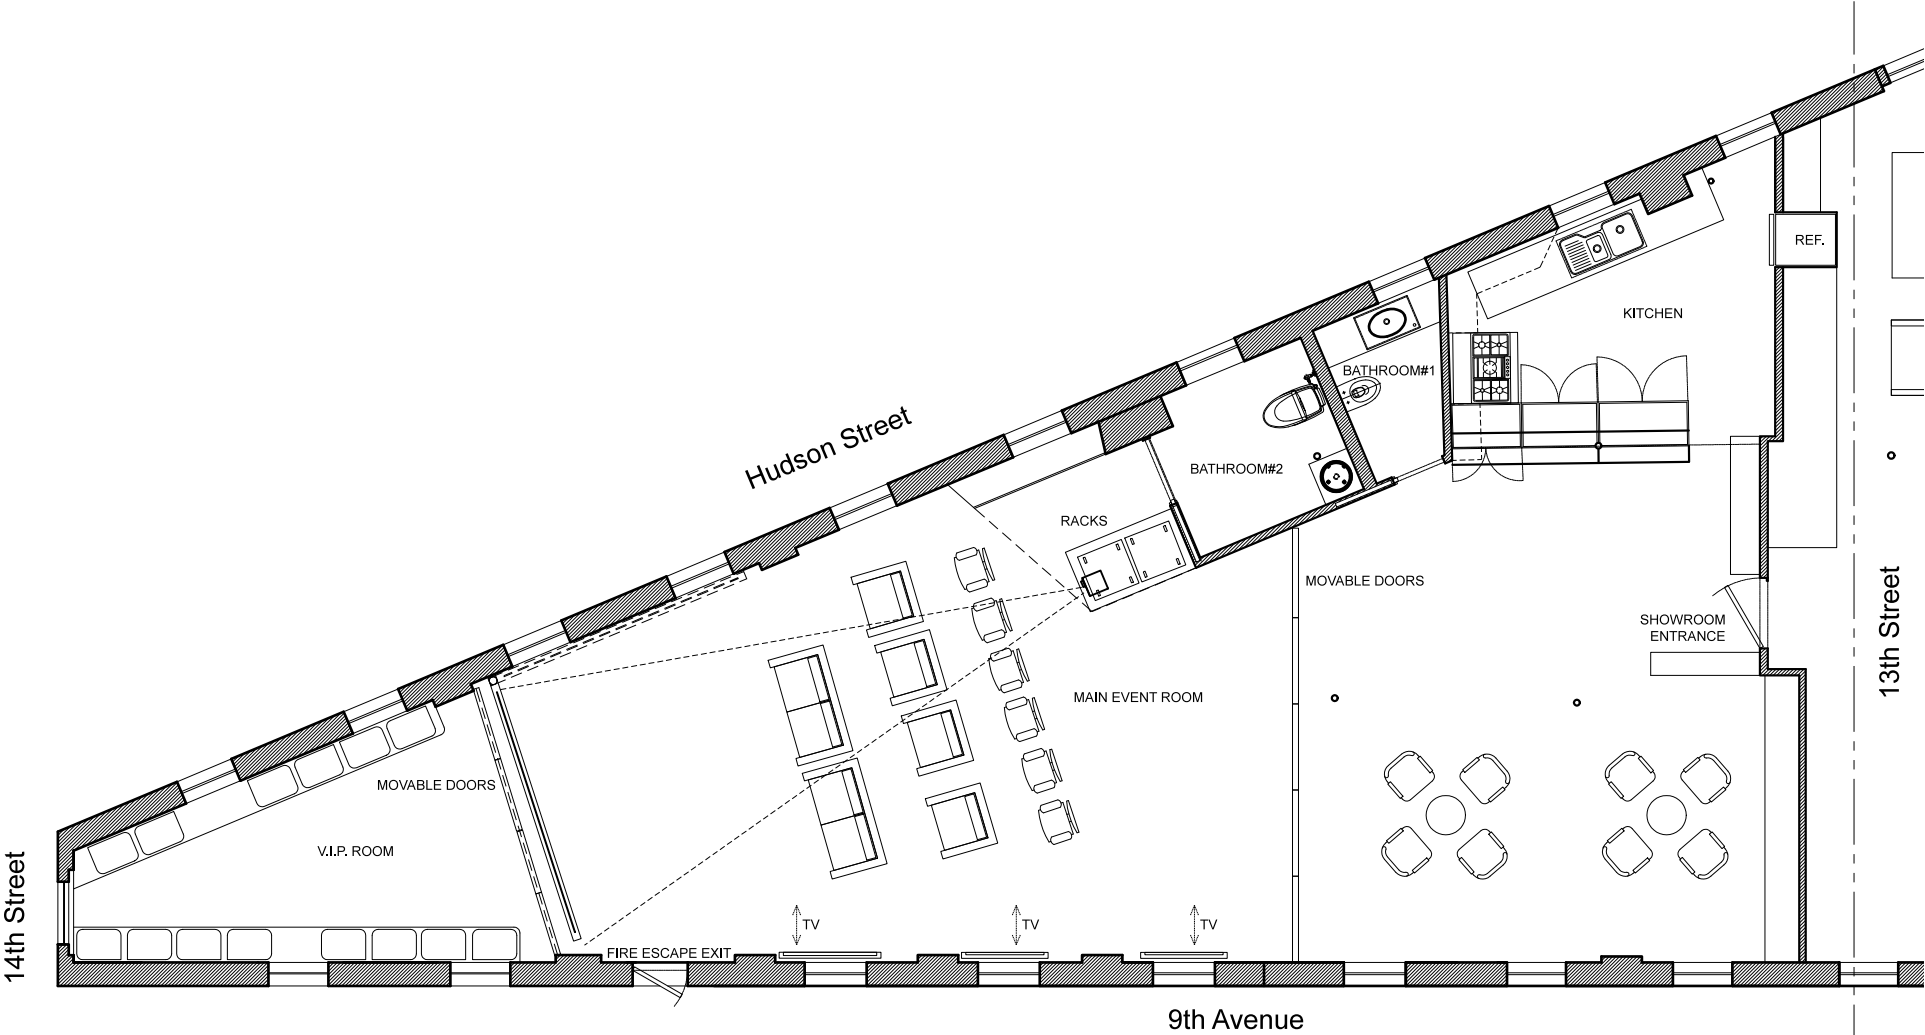 REF.
KITCHEN
BATHROOM#1
Hudson Street
BATHROOM#2
RACKS
MOVABLE DOORS
SHOWROOM
ENTRANCE
13th Street
MAIN EVENT ROOM
MOVABLE DOORS
V.I.P. ROOM
14th Street
TV
TV
TV
FIRE ESCAPE EXIT
9th Avenue